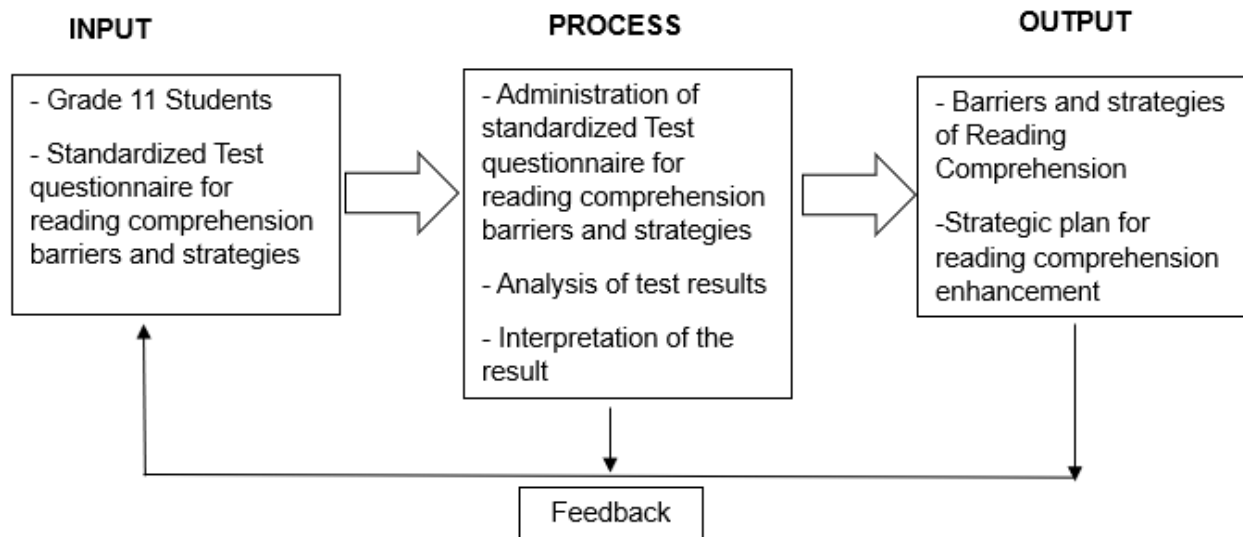 INPUT
- Grade 11 Students
- Standardized Test
questionnaire for
reading comprehension
barriers and strategies
PROCESS
- Administration of
standardized Test
questionnaire for
reading comprehension
barriers and strategies
- Analysis of test results
- Interpretation of the
result
OUTPUT
- Barriers and strategies
of Reading
Comprehension
-Strategic plan for
reading comprehension
enhancement
Feedback